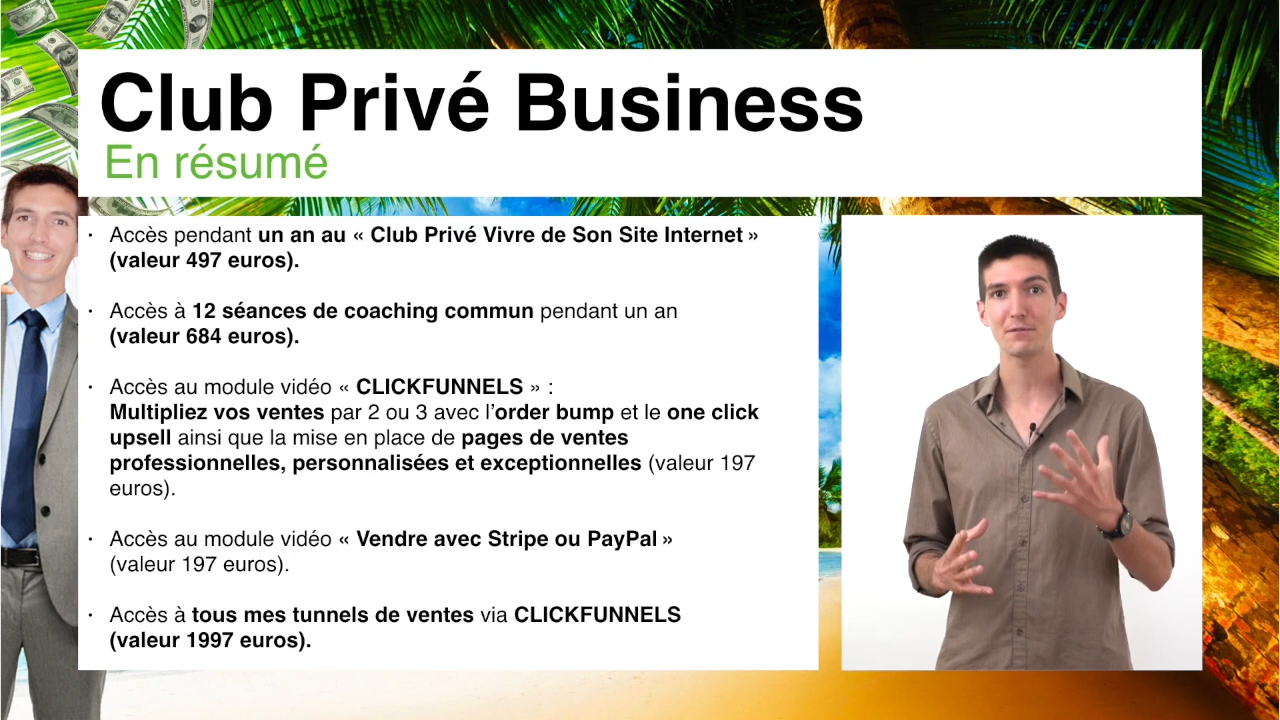 Club Privé Business
En résumé
· Accès pendant un an au « Club Privé Vivre de Son Site Internet »
(valeur 497 euros).
· Accès à 12 séances de coaching commun pendant un an
(valeur 684 euros).
· Accès au module vidéo « CLICKFUNNELS » :
Multipliez vos ventes par 2 ou 3 avec l’order bump et le one click
upsell ainsi que la mise en place de pages de ventes
professionnelles, personnalisées et exceptionnelles (valeur 197
euros).
· Accès au module vidéo « Vendre avec Stripe ou PayPal »
(valeur 197 euros).
· Accès à tous mes tunnels de ventes via CLICKFUNNELS
(valeur 1997 euros).